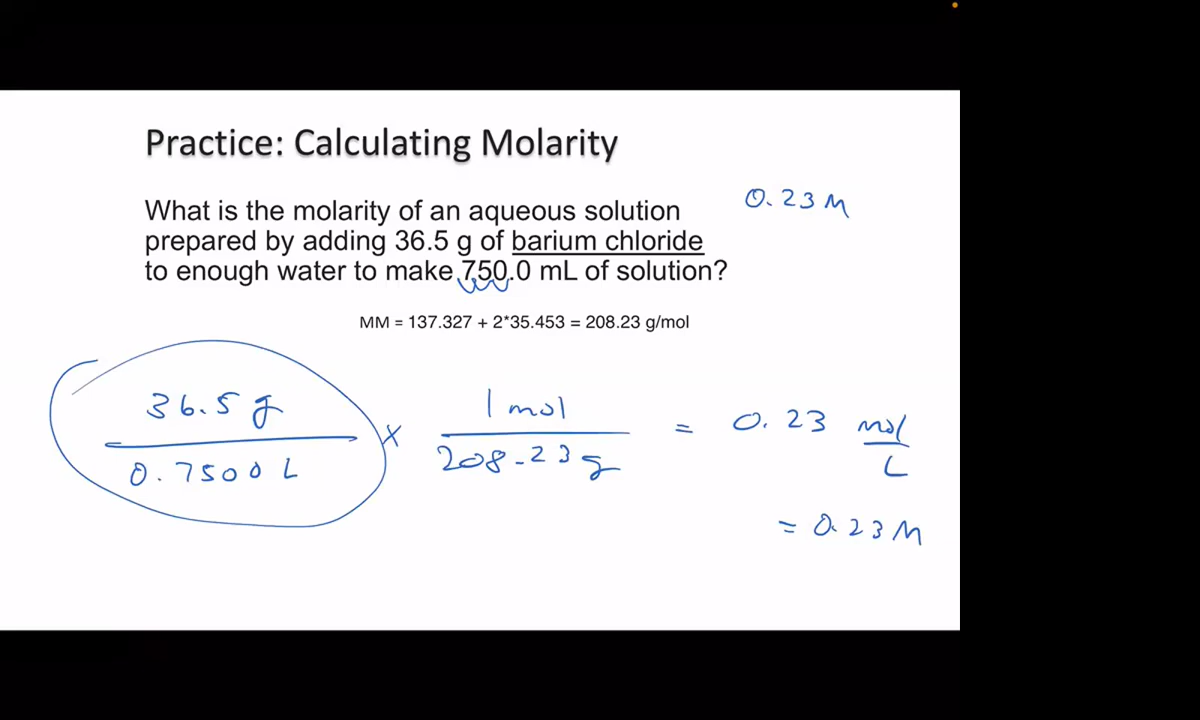 Practice: Calculating Molarity
What is the molarity of an aqueous solution
prepared by adding 36.5 g of barium chloride
to enough water to make 750.0 mL of solution?
0.23 M
MM = 137.327 + 2*35.453 = 208.23 g/mol
36.5 g
0.7500 L
×
1 mol
208.23 g
= 0.23 mol
L
= 0.23 M